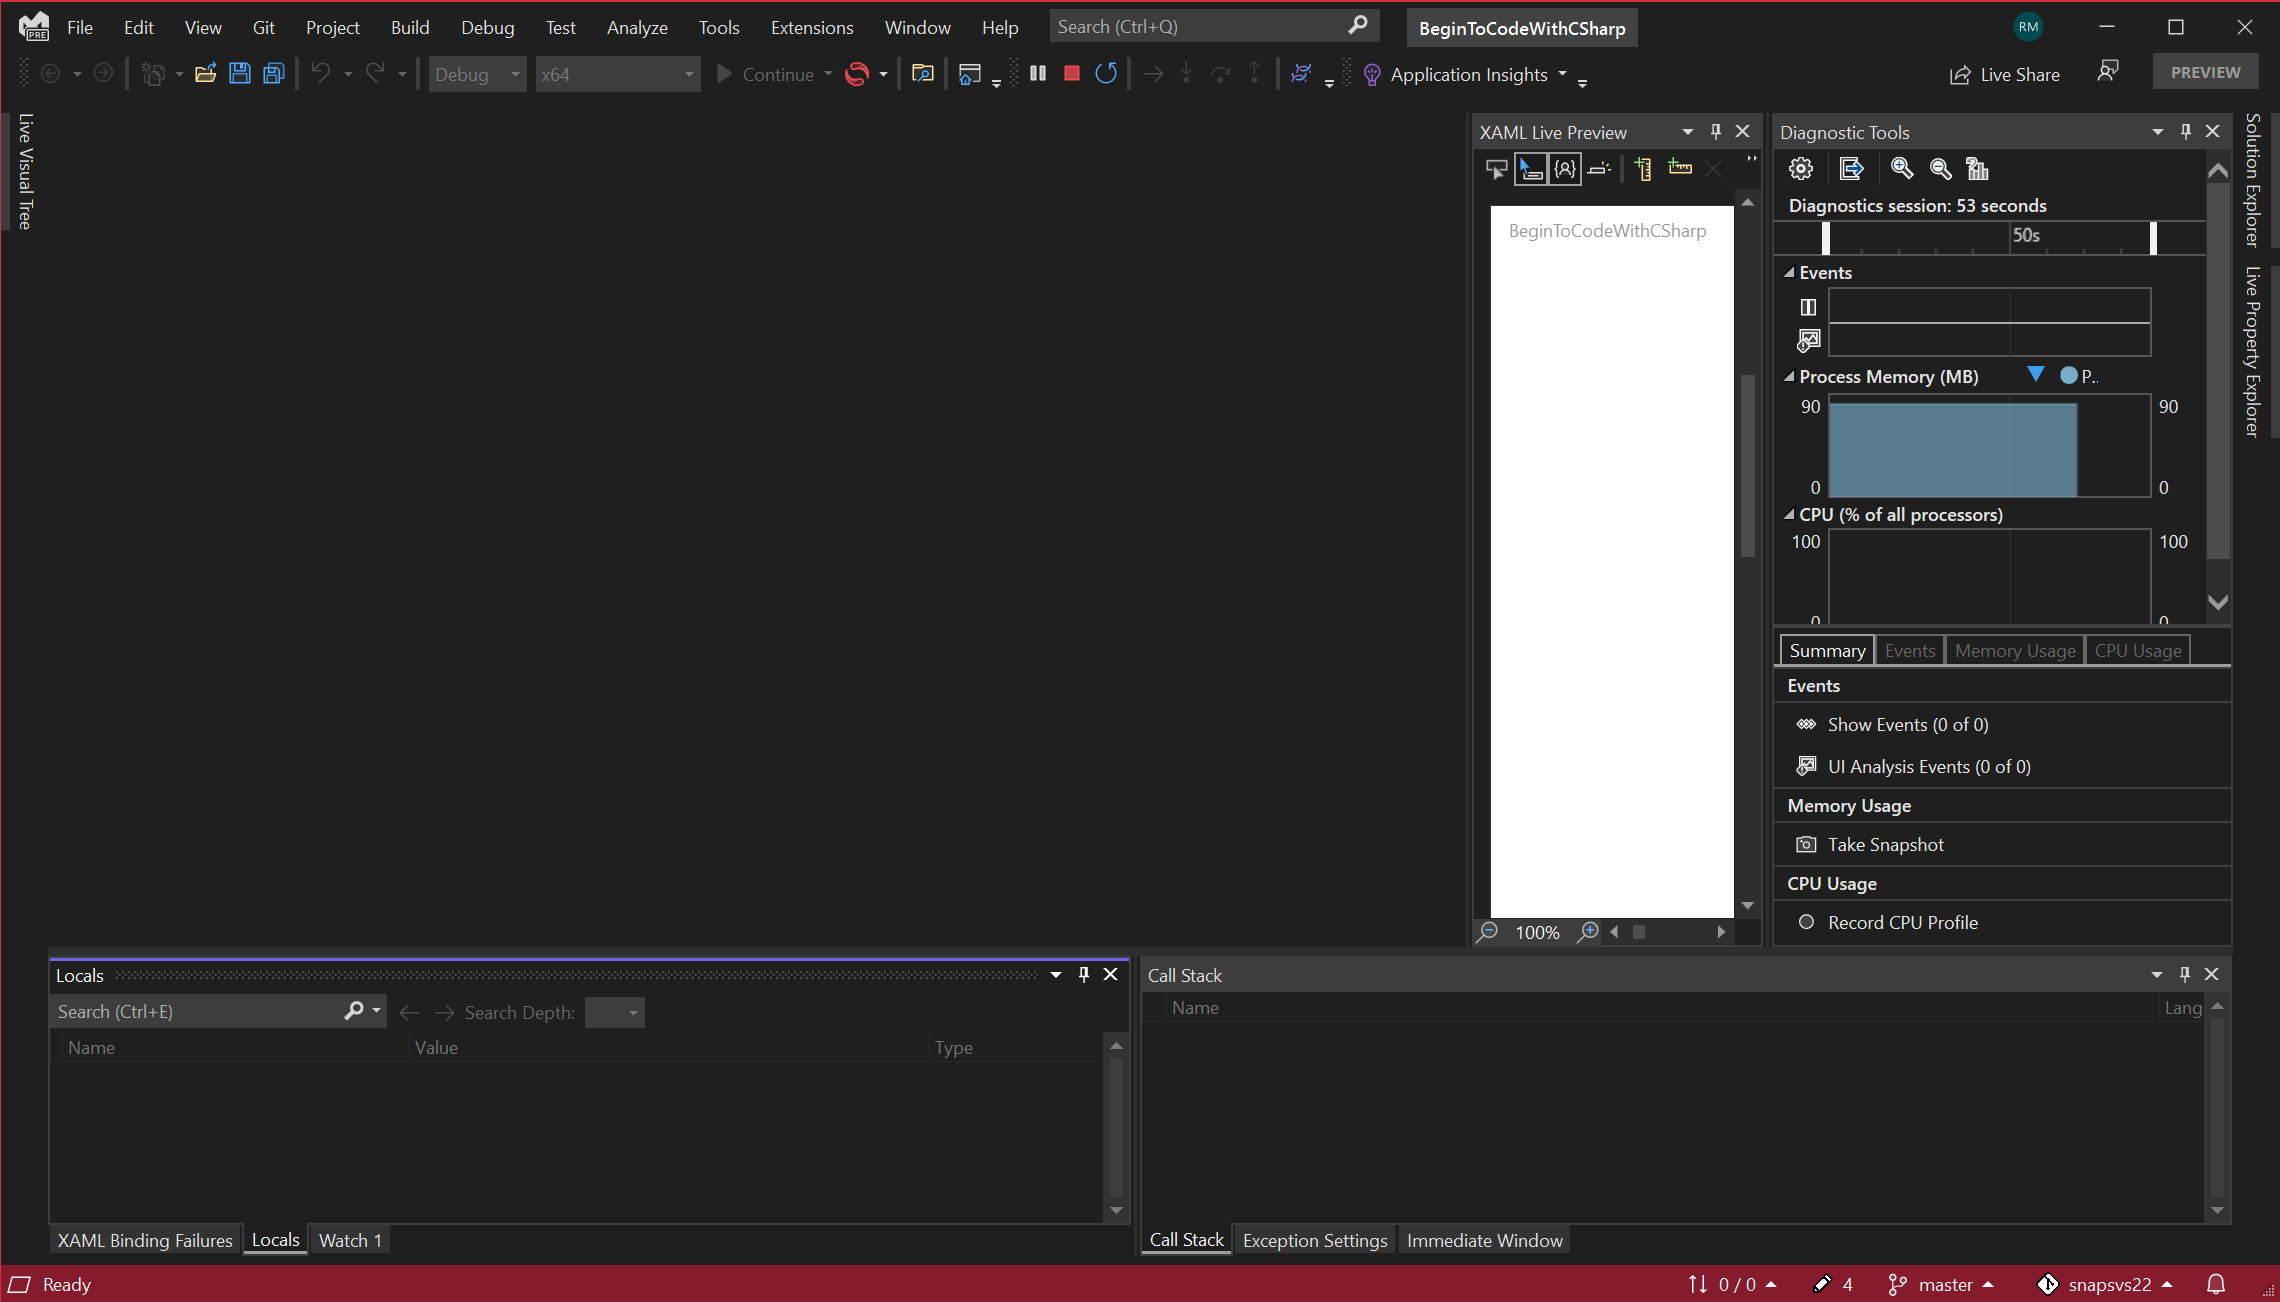 PRE File Edit View Git Project Build Debug Test Analyze Tools Extensions Window Help Search (Ctrl+Q) BeginToCodeWithCSharp RM
Debug x64 Continue Application Insights Live Share PREVIEW
Live Visual Tree
XAML Live Preview
BeginToCodeWithCSharp
100%
Diagnostic Tools
Diagnostics session: 53 seconds
50s
Events
Process Memory (MB) P..
90 90
0 0
CPU (% of all processors)
100 100
0 0
Summary Events Memory Usage CPU Usage
Events
Show Events (0 of 0)
UI Analysis Events (0 of 0)
Memory Usage
Take Snapshot
CPU Usage
Record CPU Profile
Solution Explorer
Live Property Explorer
Locals
Search (Ctrl+E) Search Depth:
Name Value Type
XAML Binding Failures Locals Watch 1
Call Stack
Name Lang
Call Stack Exception Settings Immediate Window
Ready 0 / 0 4 master snapsvs22